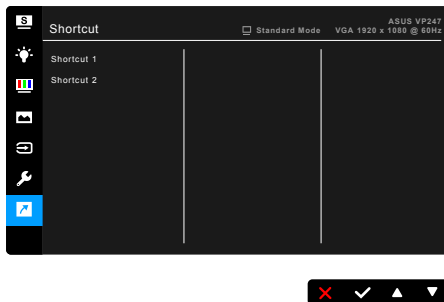 S
Shortcut
Standard Mode
ASUS VP247
VGA 1920 x 1080 @ 60Hz
Shortcut 1
Shortcut 2